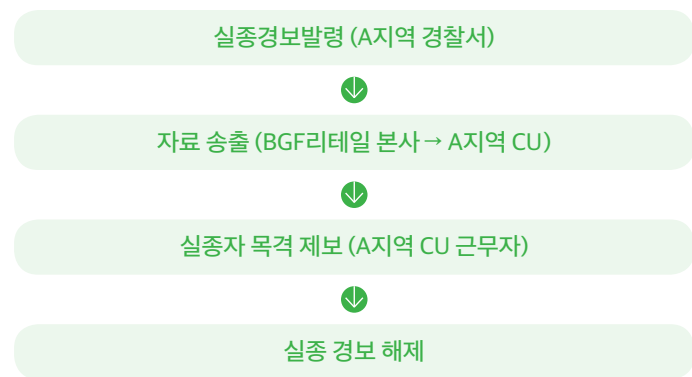 실종경보발령 (A지역 경찰서)
자료 송출 (BGF리테일 본사 → A지역 CU)
실종자 목격 제보 (A지역 CU 근무자)
실종 경보 해제